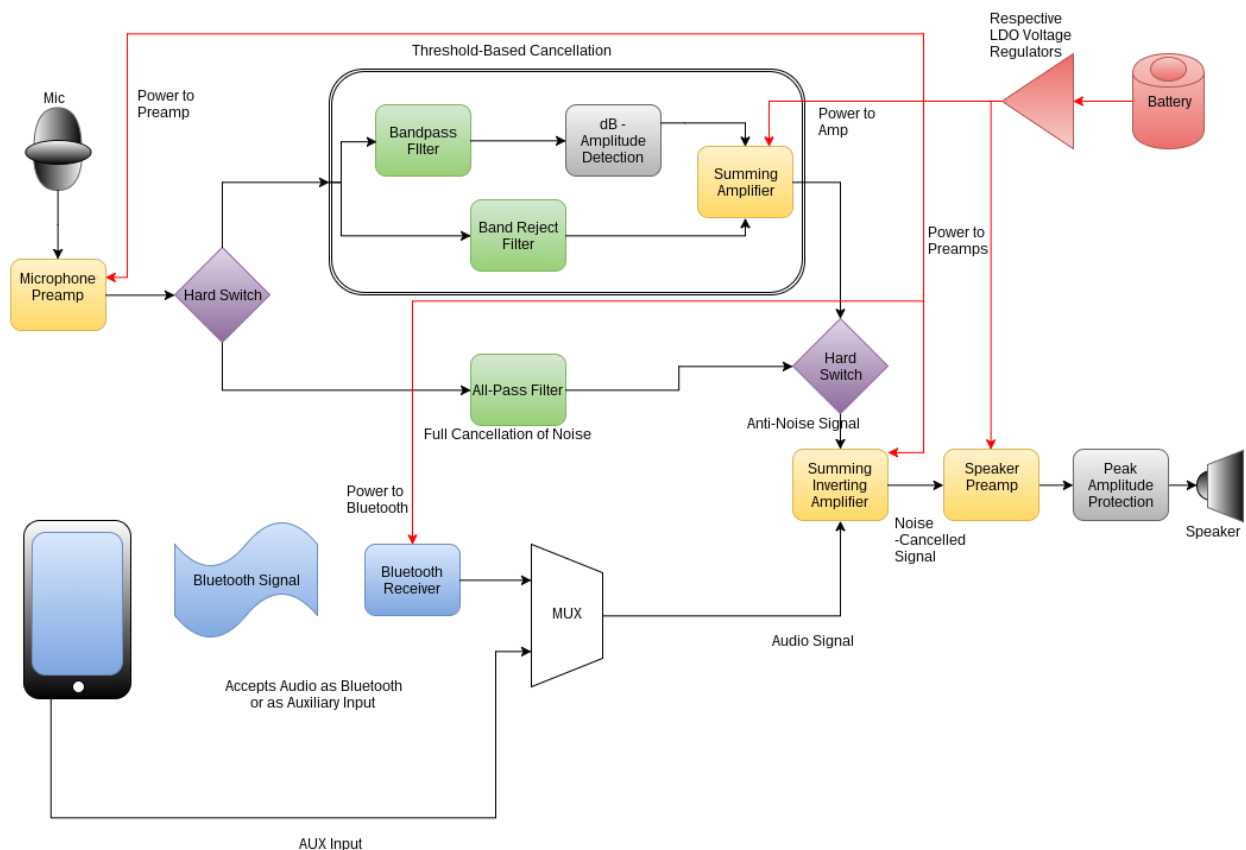 Respective
LDO Voltage
Regulators
Threshold-Based Cancellation
Mic
Power to
Preamp
Battery
Power to
Amp
Bandpass
FIlter
dB -
Amplitude
Detection
Summing
Amplifier
Band Reject
Filter
Power to
Preamps
Microphone
Preamp
Hard Switch
Hard
Switch
All-Pass Filter
Full Cancellation of Noise
Anti-Noise Signal
Summing
Inverting
Amplifier
Speaker
Preamp
Peak
Amplitude
Protection
Speaker
Noise
-Cancelled
Signal
Power to
Bluetooth
Bluetooth Signal
Bluetooth
Receiver
MUX
Audio Signal
Accepts Audio as Bluetooth
or as Auxiliary Input
AUX Input